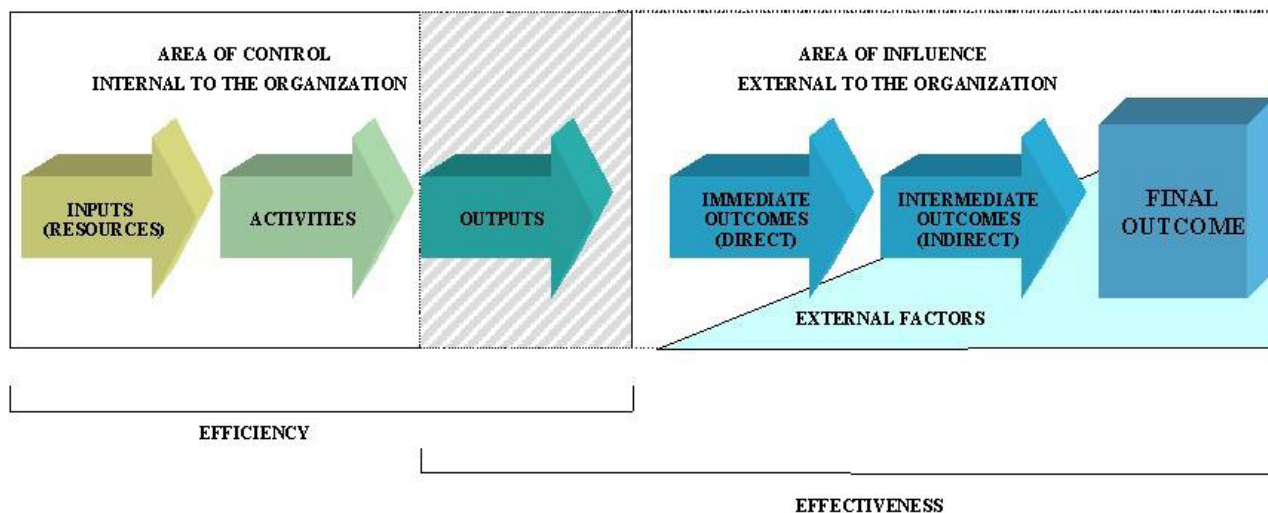 AREA OF CONTROL
INTERNAL TO THE ORGANIZATION
AREA OF INFLUENCE
EXTERNAL TO THE ORGANIZATION
INPUTS
(RESOURCES)
ACTIVITIES
OUTPUTS
IMMEDIATE
OUTCOMES
(DIRECT)
INTERMEDIATE
OUTCOMES
(INDIRECT)
FINAL
OUTCOME
EXTERNAL FACTORS
EFFICIENCY
EFFECTIVENESS